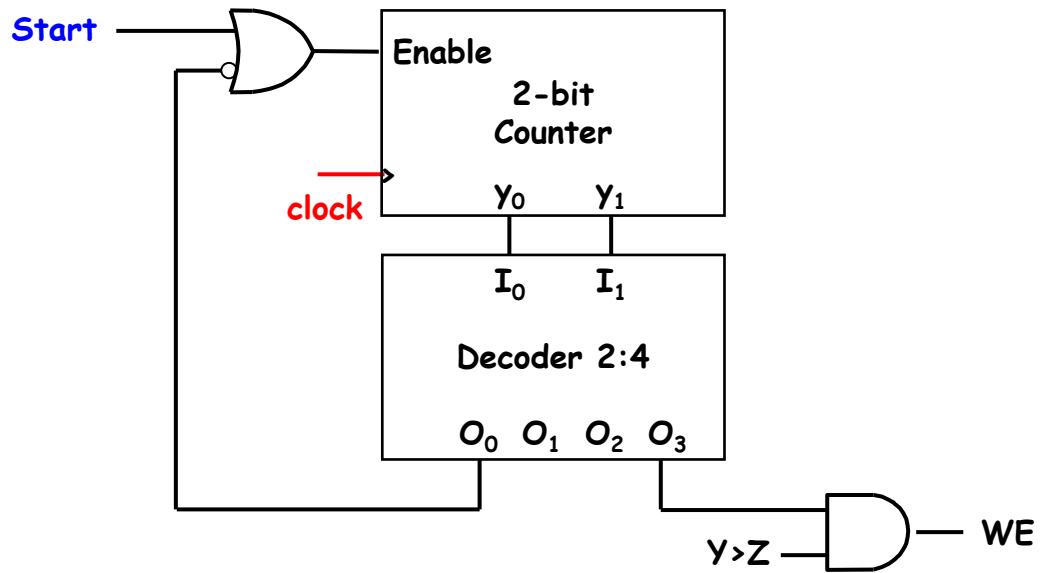 Start
Enable
2-bit
Counter
clock
y₀ y₁
I₀ I₁
Decoder 2:4
O₀ O₁ O₂ O₃
Y>Z
WE